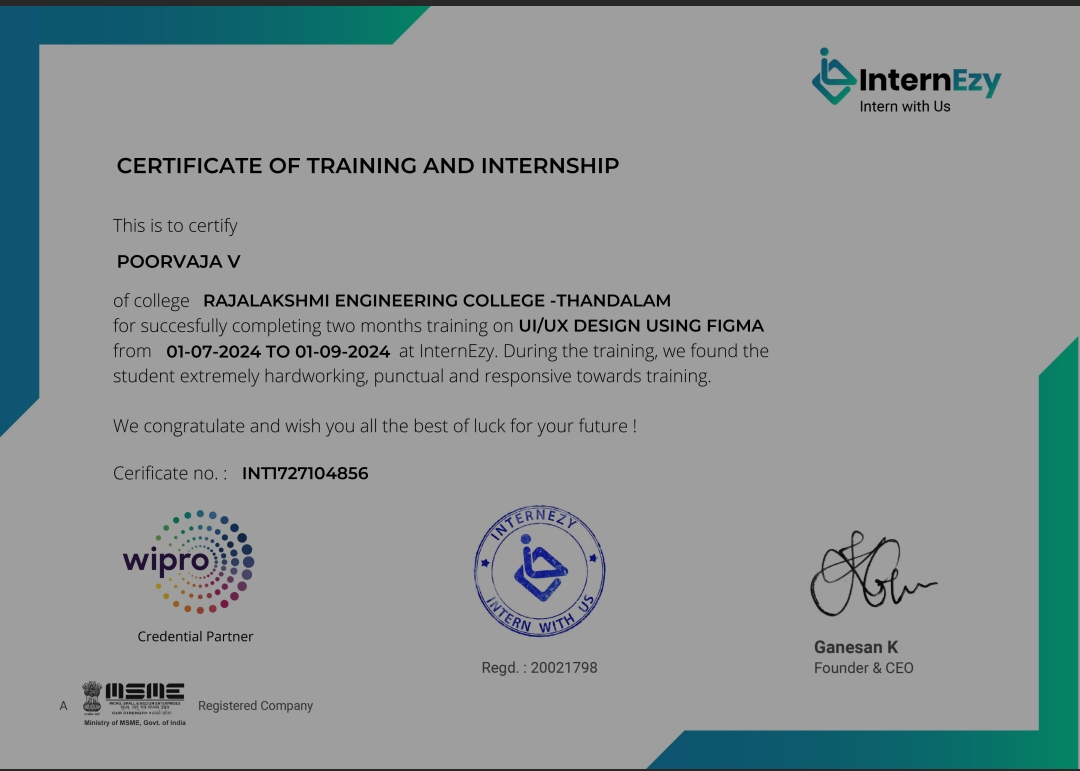 InternEzy
Intern with Us
CERTIFICATE OF TRAINING AND INTERNSHIP
This is to certify
POORVAJA V
of college RAJALAKSHMI ENGINEERING COLLEGE -THANDALAM
for succesfully completing two months training on UI/UX DESIGN USING FIGMA
from 01-07-2024 TO 01-09-2024 at InternEzy. During the training, we found the
student extremely hardworking, punctual and responsive towards training.
We congratulate and wish you all the best of luck for your future !
Cerificate no. : INT1727104856
wipro
Credential Partner
INTERNEZY
INTERN WITH US
Regd. : 20021798
Ganesan K
Founder & CEO
A MSME Registered Company
MICRO, SMALL & MEDIUM ENTERPRISES
Ministry of MSME, Govt. of India